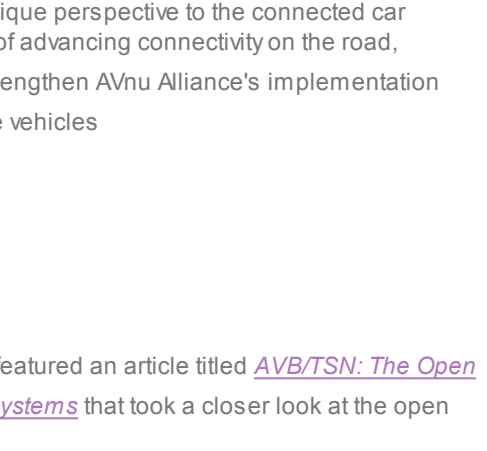 ique perspective to the connected car
of advancing connectivity on the road,
engthen AVnu Alliance's implementation
e vehicles
featured an article titled AVB/TSN: The Open
ystems that took a closer look at the open